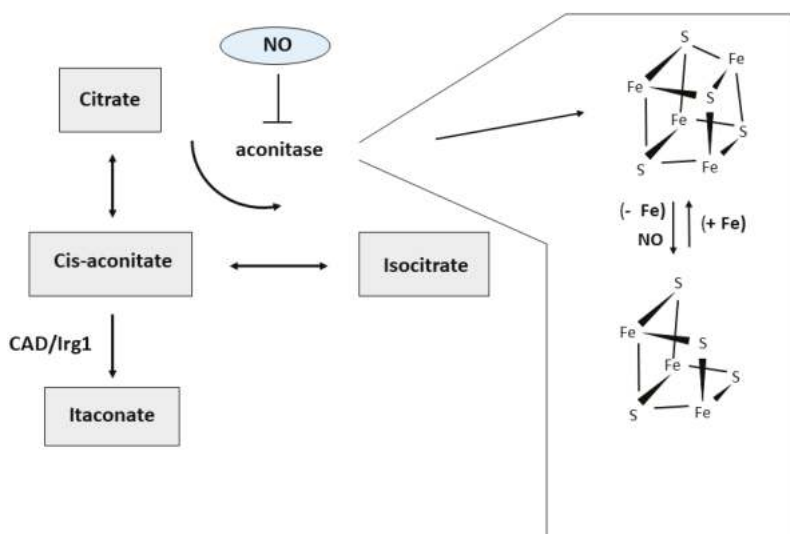 NO
Citrate
aconitase
Cis-aconitate
Isocitrate
CAD/Irg1
Itaconate
S
Fe
Fe
S
Fe
S
S
Fe
(- Fe)
NO
(+ Fe)
S
Fe
S
Fe
S
S
Fe